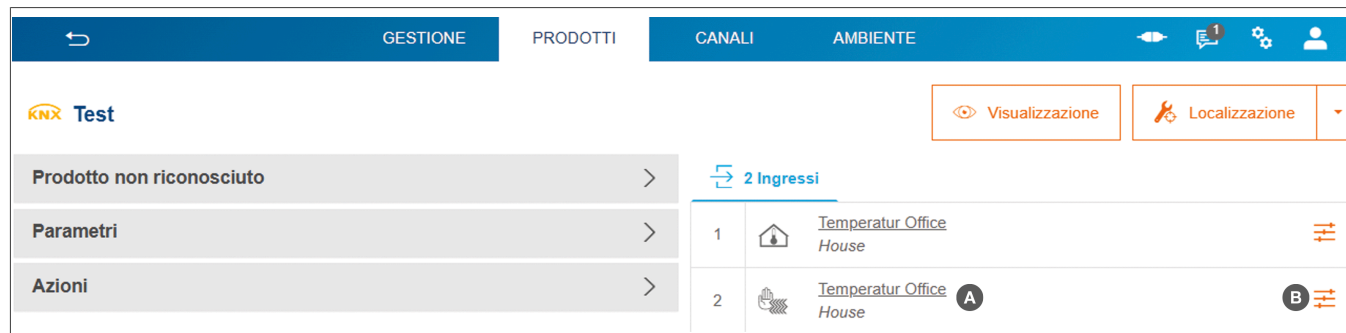 GESTIONE PRODOTTI CANALI AMBIENTE 1
KNX Test
Visualizzazione Localizzazione
Prodotto non riconosciuto
Parametri
Azioni
2 Ingressi
1 Temperatur Office
House
2 Temperatur Office A B
House